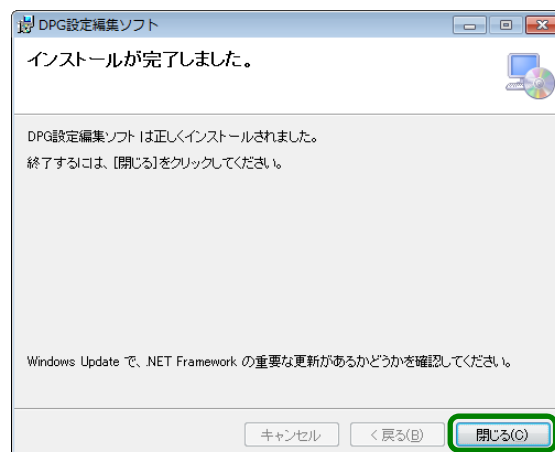 DPG設定編集ソフト
インストールが完了しました。
DPG設定編集ソフト は正しくインストールされました。
終了するには、[閉じる]をクリックしてください。
Windows Update で、.NET Framework の重要な更新があるかどうかを確認してください。
キャンセル < 戻る(B) 閉じる(C)